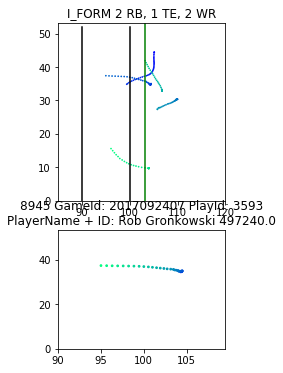 I_FORM 2 RB, 1 TE, 2 WR
50
40
30
20
10
0
90 100 110 120
8945 GameId: 2017092407 PlayId: 3593
PlayerName + ID: Rob Gronkowski 497240.0
40
20
0
90 95 100 105